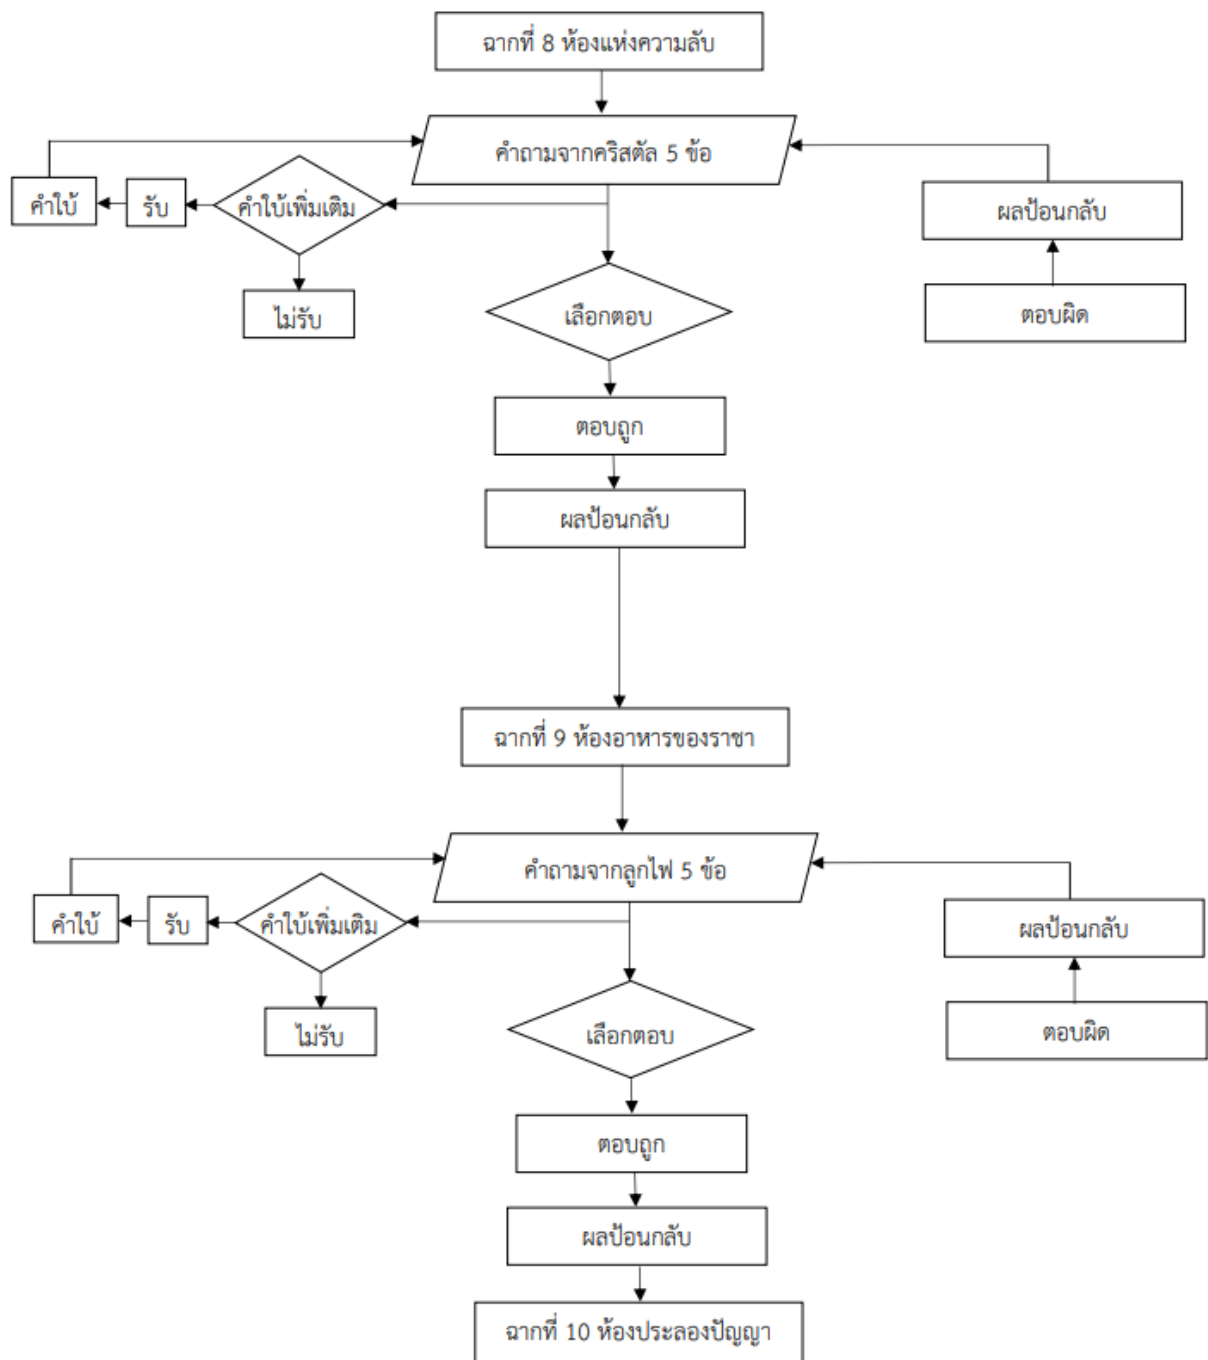 ฉากที่ 8 ห้องแห่งความลับ
คำถามจากคริสตัล 5 ข้อ
คำใบ้
รับ
คำใบ้เพิ่มเติม
ผลป้อนกลับ
ไม่รับ
เลือกตอบ
ตอบผิด
ตอบถูก
ผลป้อนกลับ
ฉากที่ 9 ห้องอาหารของราชา
คำถามจากลูกไฟ 5 ข้อ
คำใบ้
รับ
คำใบ้เพิ่มเติม
ผลป้อนกลับ
ไม่รับ
เลือกตอบ
ตอบผิด
ตอบถูก
ผลป้อนกลับ
ฉากที่ 10 ห้องประลองปัญญา